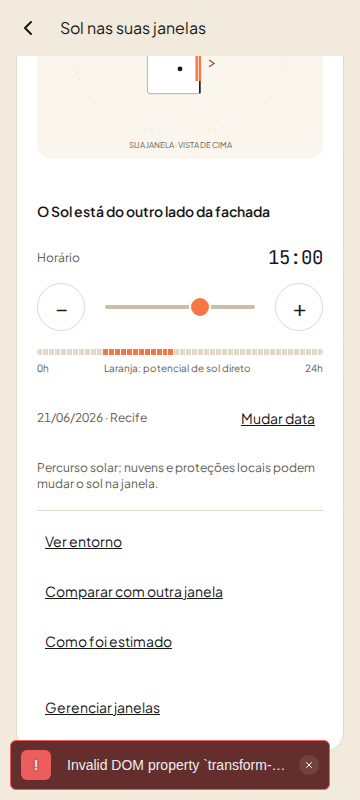 Sol nas suas janelas
SUA JANELA · VISTA DE CIMA
O Sol está do outro lado da fachada
Horário
15:00
−
+
0h
Laranja: potencial de sol direto
24h
21/06/2026 · Recife
Mudar data
Percurso solar; nuvens e proteções locais podem
mudar o sol na janela.
Ver entorno
Comparar com outra janela
Como foi estimado
Gerenciar janelas
! Invalid DOM property `transform-...